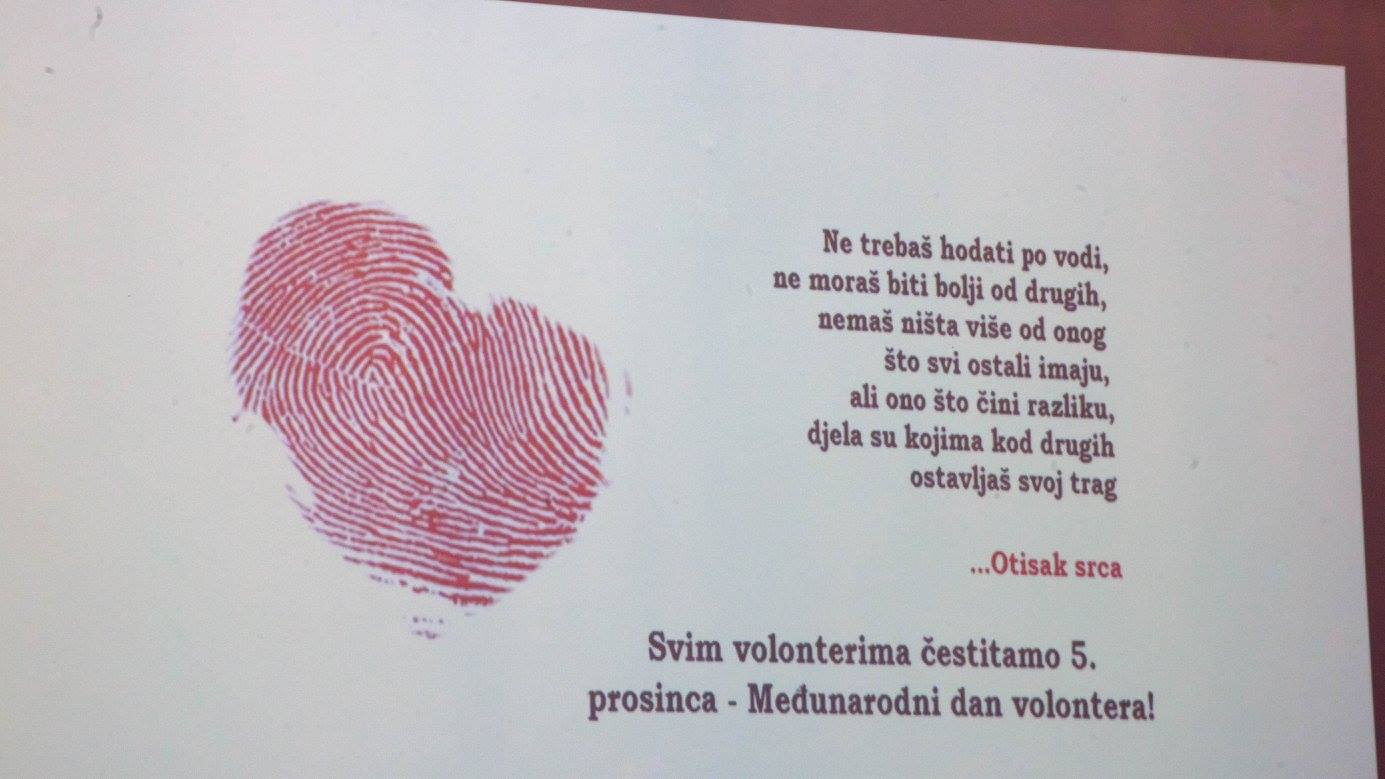 Ne trebaš hodati po vodi,
ne moraš biti bolji od drugih,
nemaš ništa više od onog
što svi ostali imaju,
ali ono što čini razliku,
djela su kojima kod drugih
ostavljaš svoj trag
...Otisak srca
Svim volonterima čestitamo 5.
prosinca - Međunarodni dan volontera!